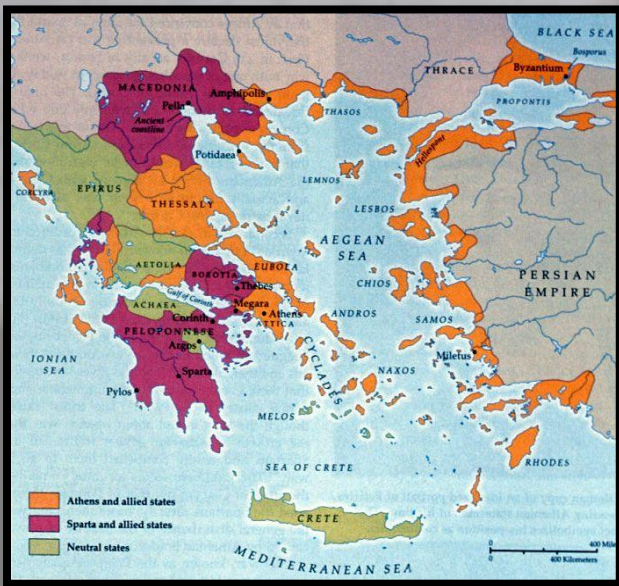 BLACK SEA
Bosporus
Byzantium
THRACE
PROPONTIS
MACEDONIA
Amphipolis
Pella
Ancient
coastline
THASOS
Potidaea
Hellespont
EPIRUS
LEMNOS
CORCYRA
THESSALY
LESBOS
AEGEAN
SEA
AETOLIA
BOEOTIA
EUBOEA
PERSIAN
EMPIRE
Thebes
CHIOS
ACHAEA
Gulf of Corinth
Megara
Athens
ANDROS
Corinth
ATTICA
SAMOS
PELOPONNESE
Argos
Miletus
IONIAN
SEA
CYCLADES
Sparta
NAXOS
Pylos
MELOS
RHODES
SEA OF CRETE
Athens and allied states
Sparta and allied states
Neutral states
CRETE
0
400 Kilometers
MEDITERRANEAN SEA